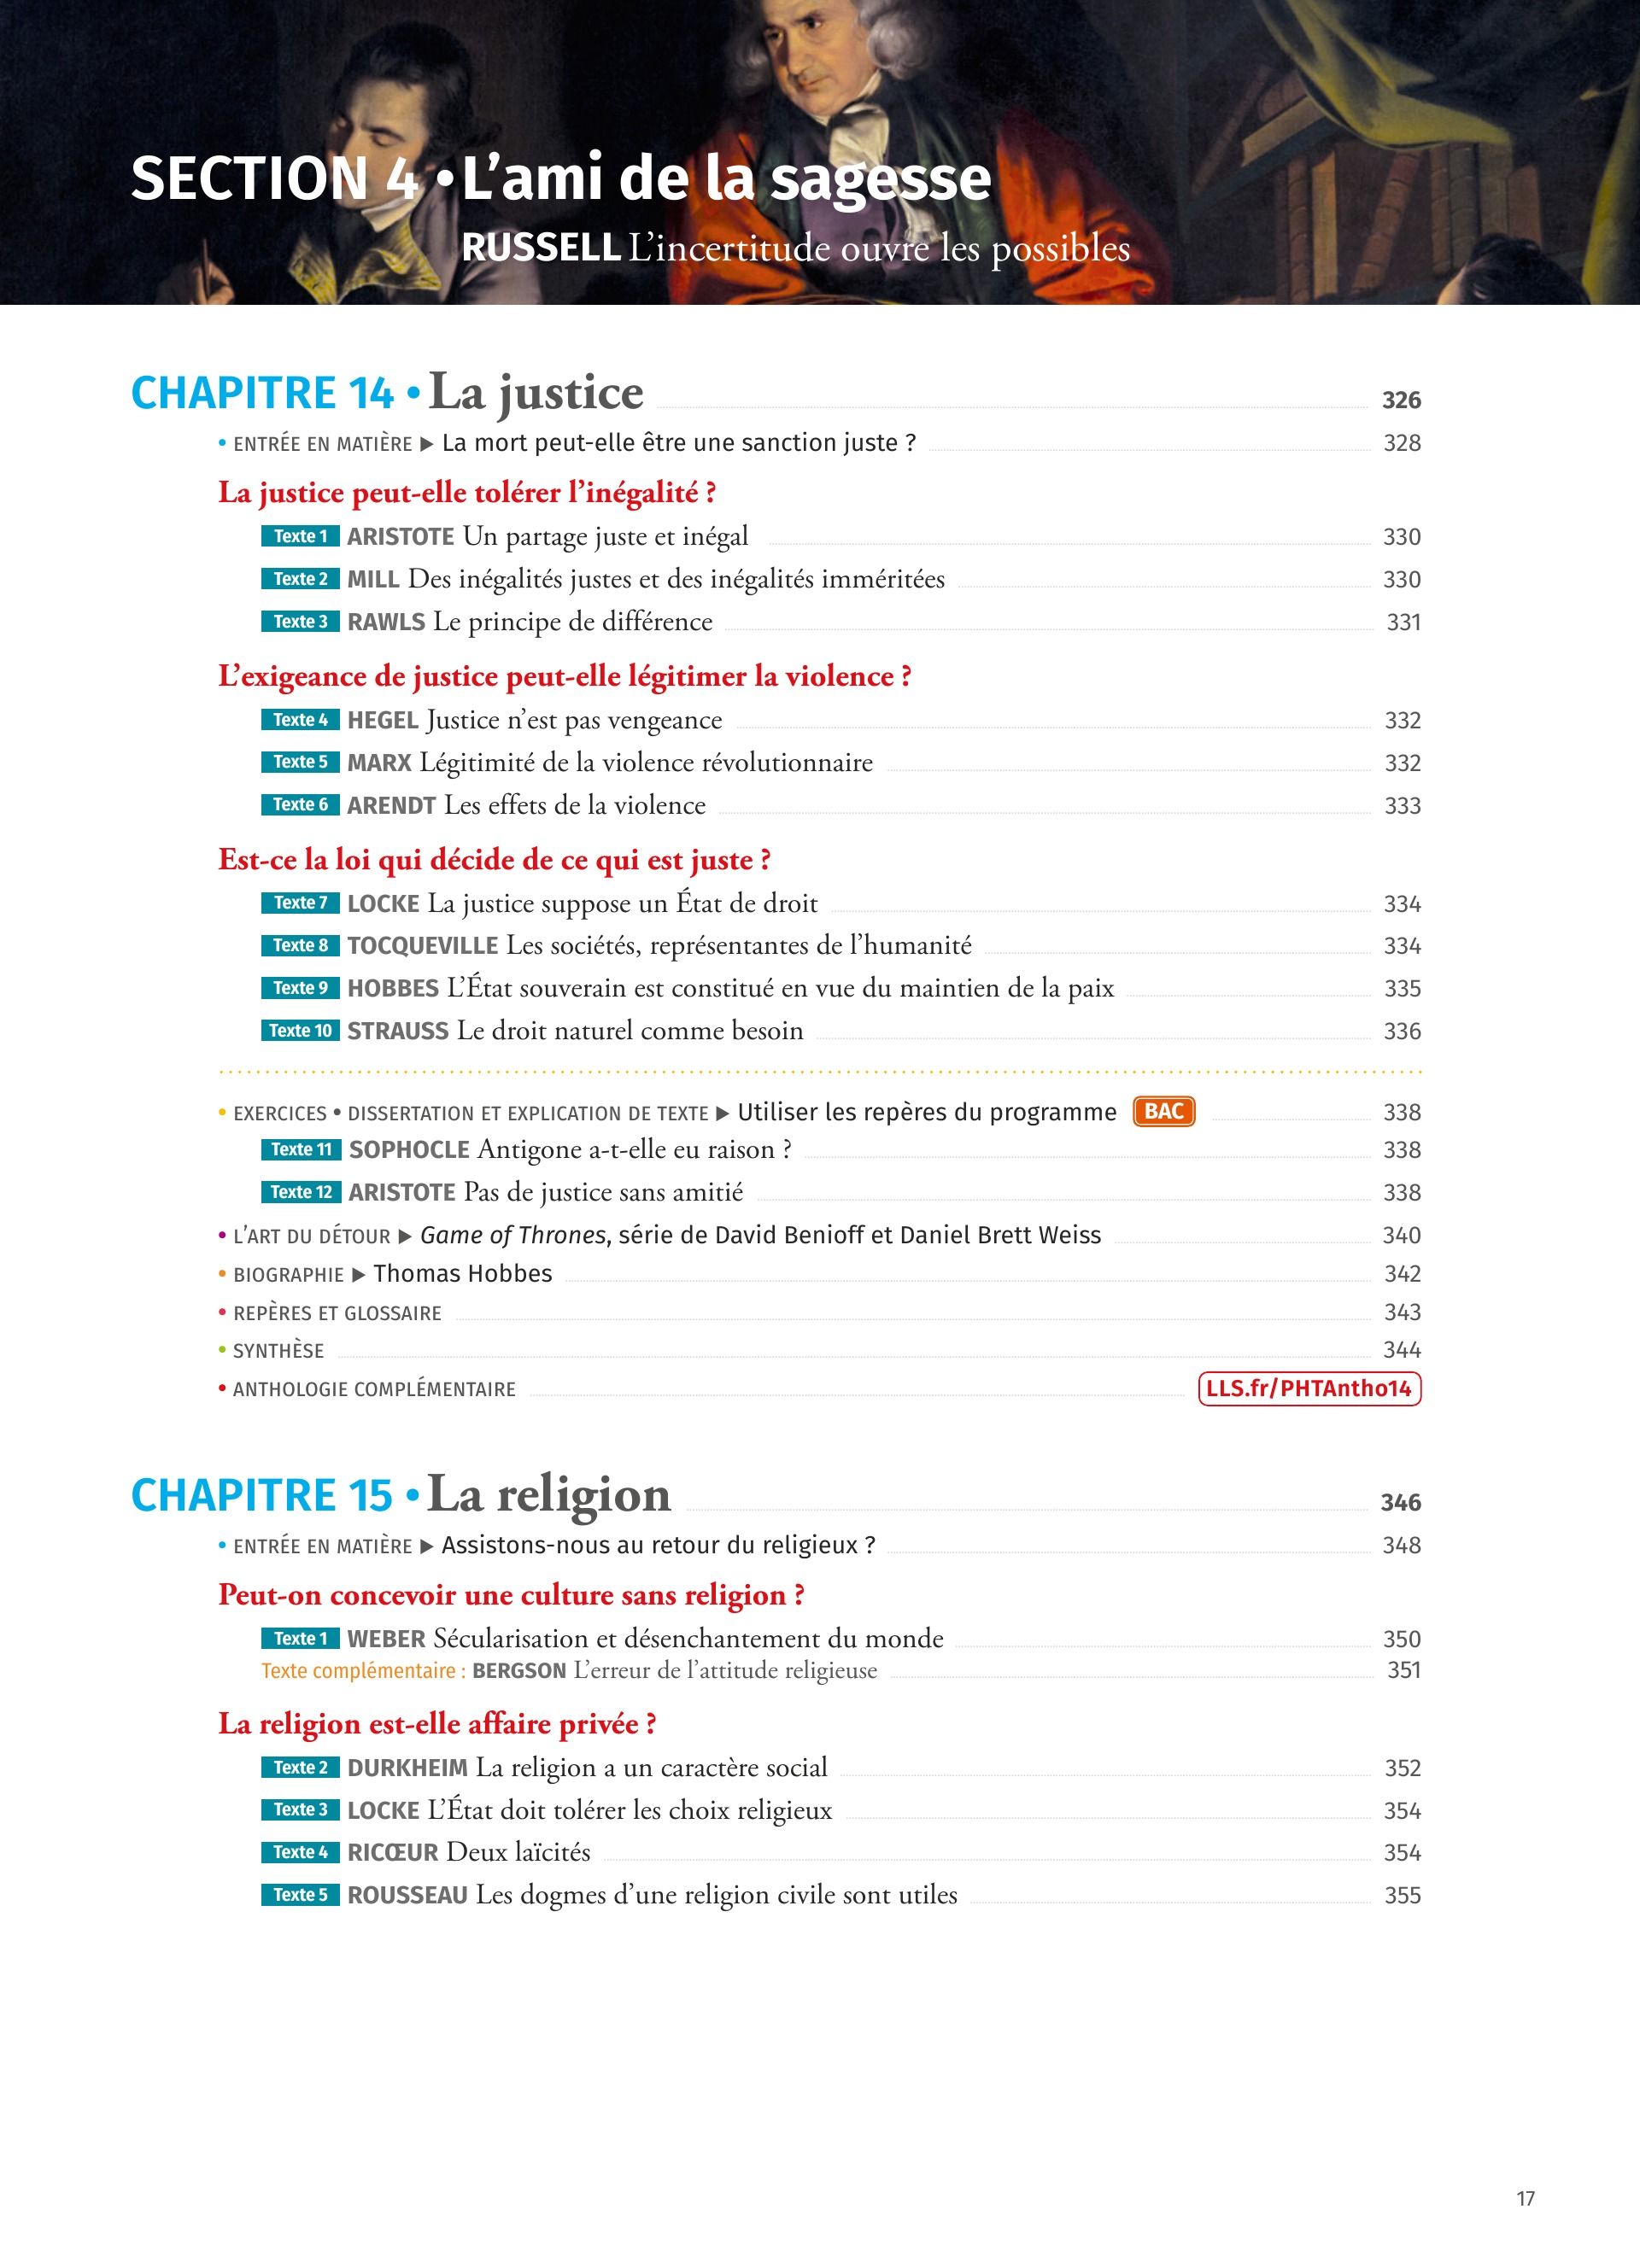 SECTION 4 • L’ami de la sagesse
RUSSELL L’incertitude ouvre les possibles
CHAPITRE 14 • La justice 326
• ENTRÉE EN MATIÈRE ▶ La mort peut-elle être une sanction juste ? 328
La justice peut-elle tolérer l’inégalité ?
Texte 1 ARISTOTE Un partage juste et inégal 330
Texte 2 MILL Des inégalités justes et des inégalités imméritées 330
Texte 3 RAWLS Le principe de différence 331
L’exigeance de justice peut-elle légitimer la violence ?
Texte 4 HEGEL Justice n’est pas vengeance 332
Texte 5 MARX Légitimité de la violence révolutionnaire 332
Texte 6 ARENDT Les effets de la violence 333
Est-ce la loi qui décide de ce qui est juste ?
Texte 7 LOCKE La justice suppose un État de droit 334
Texte 8 TOCQUEVILLE Les sociétés, représentantes de l’humanité 334
Texte 9 HOBBES L’État souverain est constitué en vue du maintien de la paix 335
Texte 10 STRAUSS Le droit naturel comme besoin 336
• EXERCICES • DISSERTATION ET EXPLICATION DE TEXTE ▶ Utiliser les repères du programme BAC 338
Texte 11 SOPHOCLE Antigone a-t-elle eu raison ? 338
Texte 12 ARISTOTE Pas de justice sans amitié 338
• L’ART DU DÉTOUR ▶ Game of Thrones, série de David Benioff et Daniel Brett Weiss 340
• BIOGRAPHIE ▶ Thomas Hobbes 342
• REPÈRES ET GLOSSAIRE 343
• SYNTHÈSE 344
• ANTHOLOGIE COMPLÉMENTAIRE LLS.fr/PHTAntho14
CHAPITRE 15 • La religion 346
• ENTRÉE EN MATIÈRE ▶ Assistons-nous au retour du religieux ? 348
Peut-on concevoir une culture sans religion ?
Texte 1 WEBER Sécularisation et désenchantement du monde 350
Texte complémentaire : BERGSON L’erreur de l’attitude religieuse 351
La religion est-elle affaire privée ?
Texte 2 DURKHEIM La religion a un caractère social 352
Texte 3 LOCKE L’État doit tolérer les choix religieux 354
Texte 4 RICŒUR Deux laïcités 354
Texte 5 ROUSSEAU Les dogmes d’une religion civile sont utiles 355
17